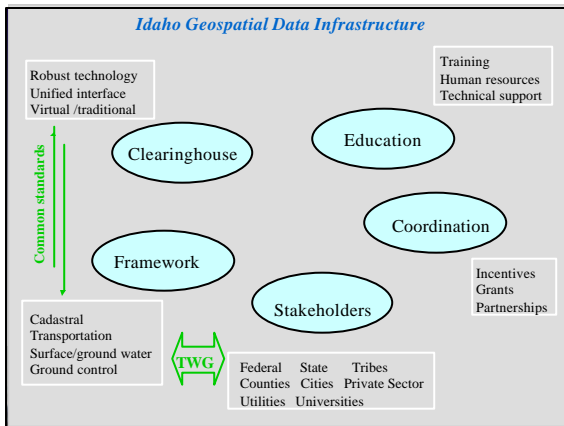 Idaho Geospatial Data Infrastructure
Robust technology
Unified interface
Virtual /traditional
Training
Human resources
Technical support
Clearinghouse
Education
Common standards
Coordination
Framework
Stakeholders
Incentives
Grants
Partnerships
Cadastral
Transportation
Surface/ground water
Ground control
TWG
Federal State Tribes
Counties Cities Private Sector
Utilities Universities